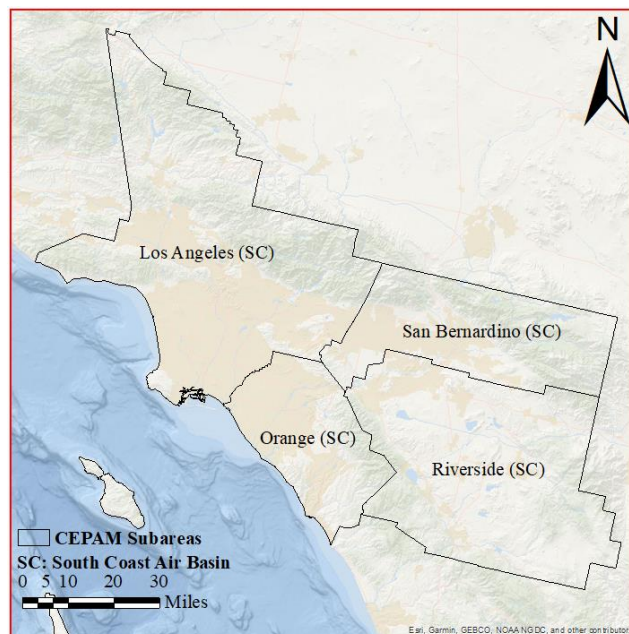 N
Los Angeles (SC)
San Bernardino (SC)
Orange (SC)
Riverside (SC)
CEPAM Subareas
SC: South Coast Air Basin
0 5 10 20 30
Miles
Esri, Garmin, GEBCO, NOAA NGDC, and other contributor